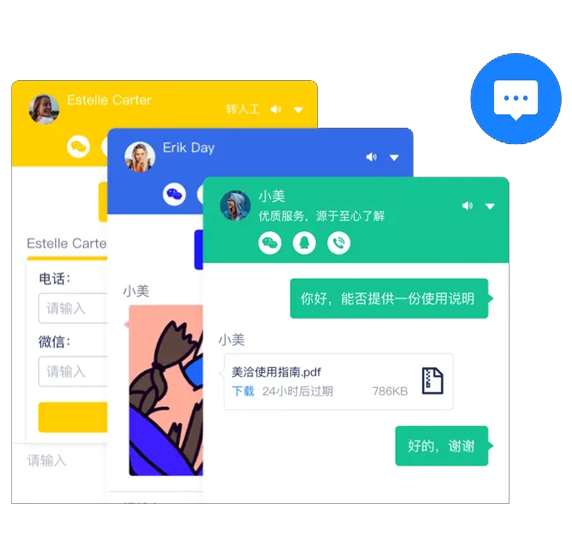 Estelle Carter
转人工
Estelle Carte
电话：
请输入
微信：
请输入
请输入
Erik Day
小美
小美
优质服务，源于至心了解
你好，能否提供一份使用说明
小美
美洽使用指南.pdf
下载 24小时后过期 786KB
好的，谢谢